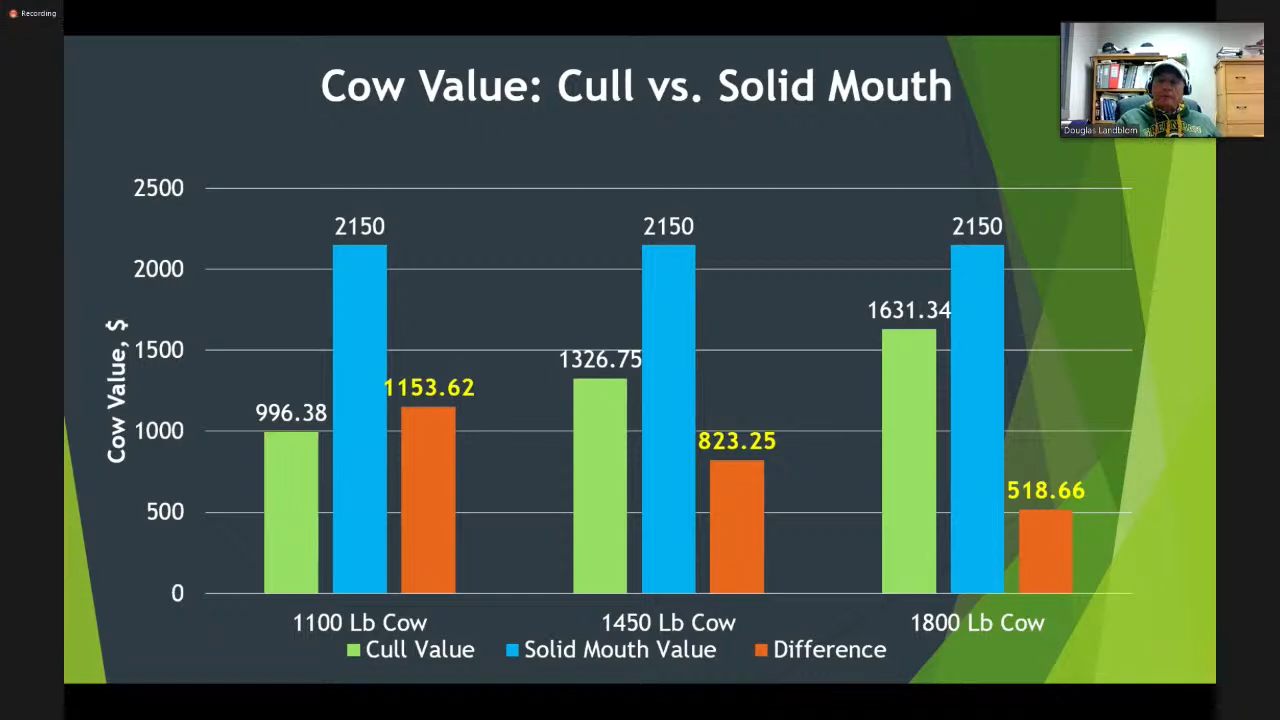 Recording
Cow Value: Cull vs. Solid Mouth
Douglas Landblom
2500
2000
1500
1000
500
0
Cow Value, $
996.38
2150
1153.62
1326.75
2150
823.25
1631.34
2150
518.66
1100 Lb Cow
1450 Lb Cow
1800 Lb Cow
Cull Value
Solid Mouth Value
Difference